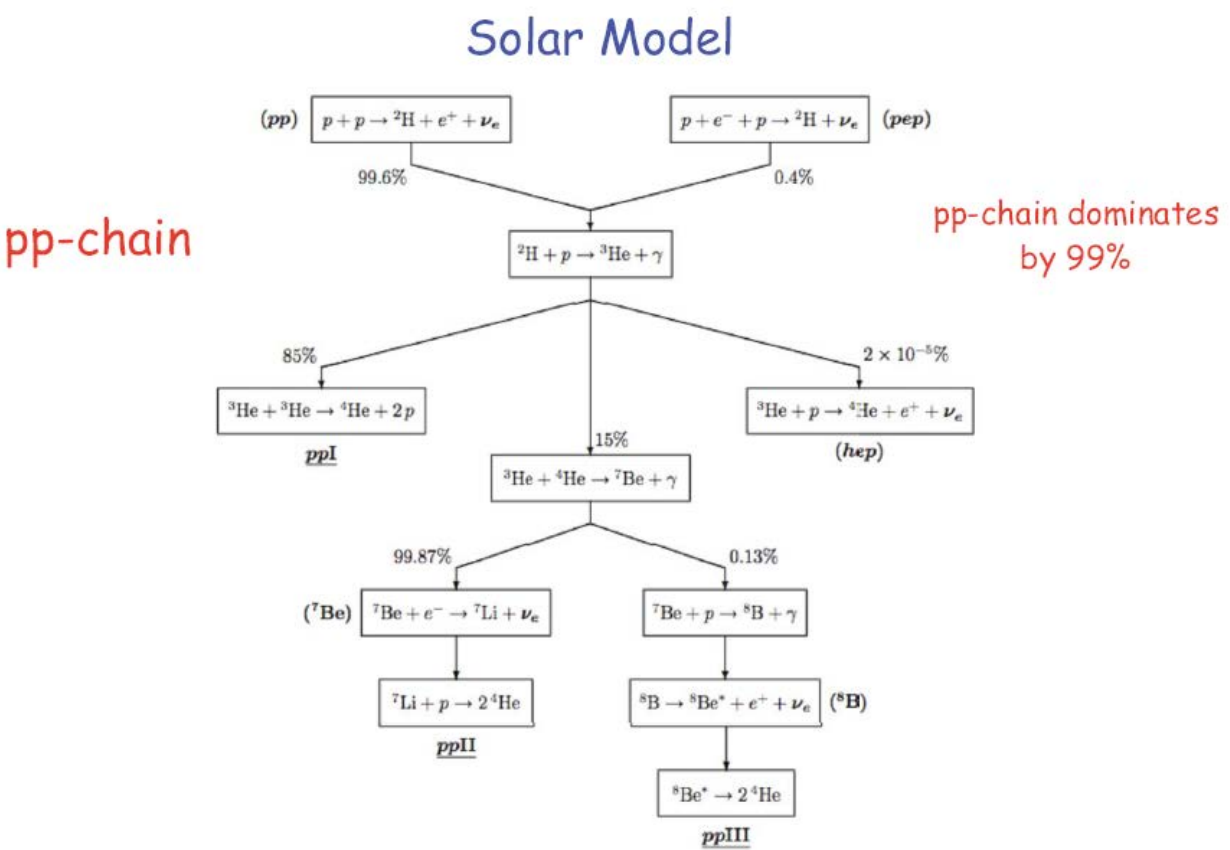 Solar Model
(pp) p + p → ²H + e⁺ + νₑ
p + e⁻ + p → ²H + νₑ (pep)
99.6%
0.4%
pp-chain
pp-chain dominates
by 99%
²H + p → ³He + γ
85%
2 × 10⁻⁵%
³He + ³He → ⁴He + 2p
³He + p → ⁴He + e⁺ + νₑ
ppI
(hep)
15%
³He + ⁴He → ⁷Be + γ
99.87%
0.13%
(⁷Be) ⁷Be + e⁻ → ⁷Li + νₑ
⁷Be + p → ⁸B + γ
⁷Li + p → 2 ⁴He
⁸B → ⁸Be* + e⁺ + νₑ (⁸B)
ppII
⁸Be* → 2 ⁴He
ppIII